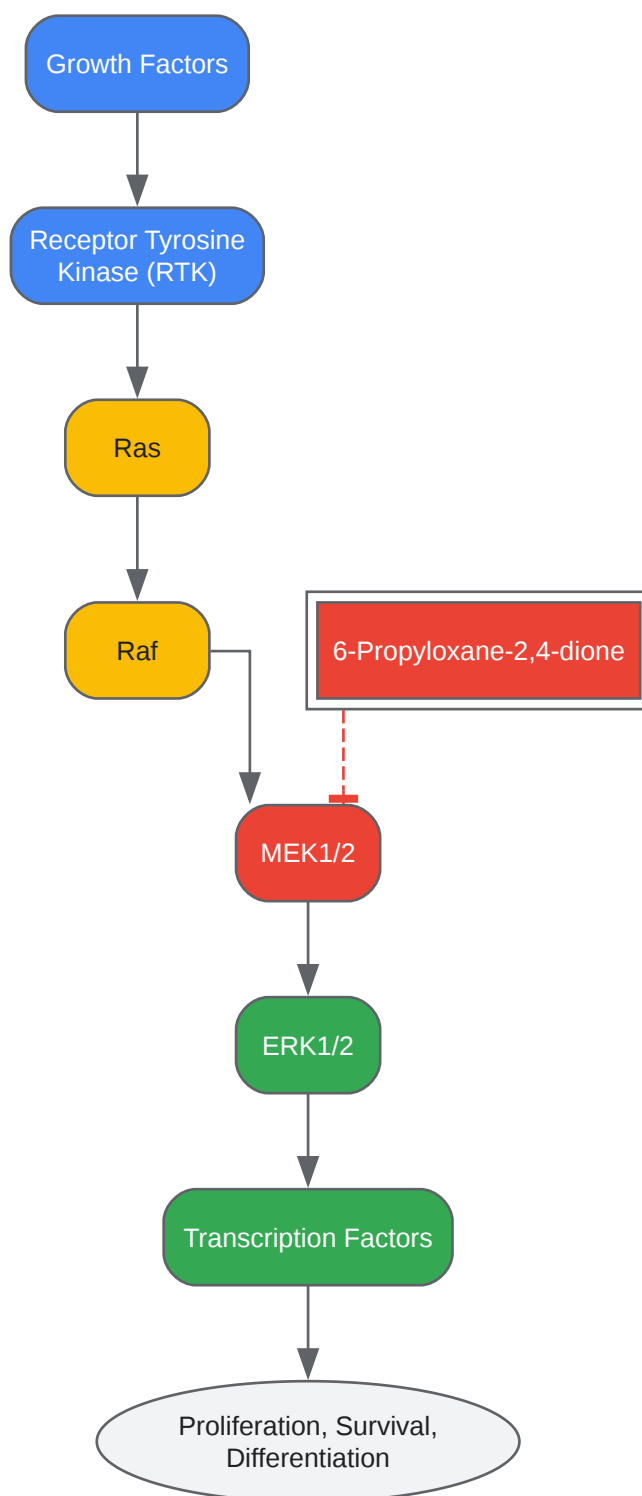 Growth Factors
Receptor Tyrosine
Kinase (RTK)
Ras
Raf
6-Propyloxane-2,4-dione
MEK1/2
ERK1/2
Transcription Factors
Proliferation, Survival,
Differentiation